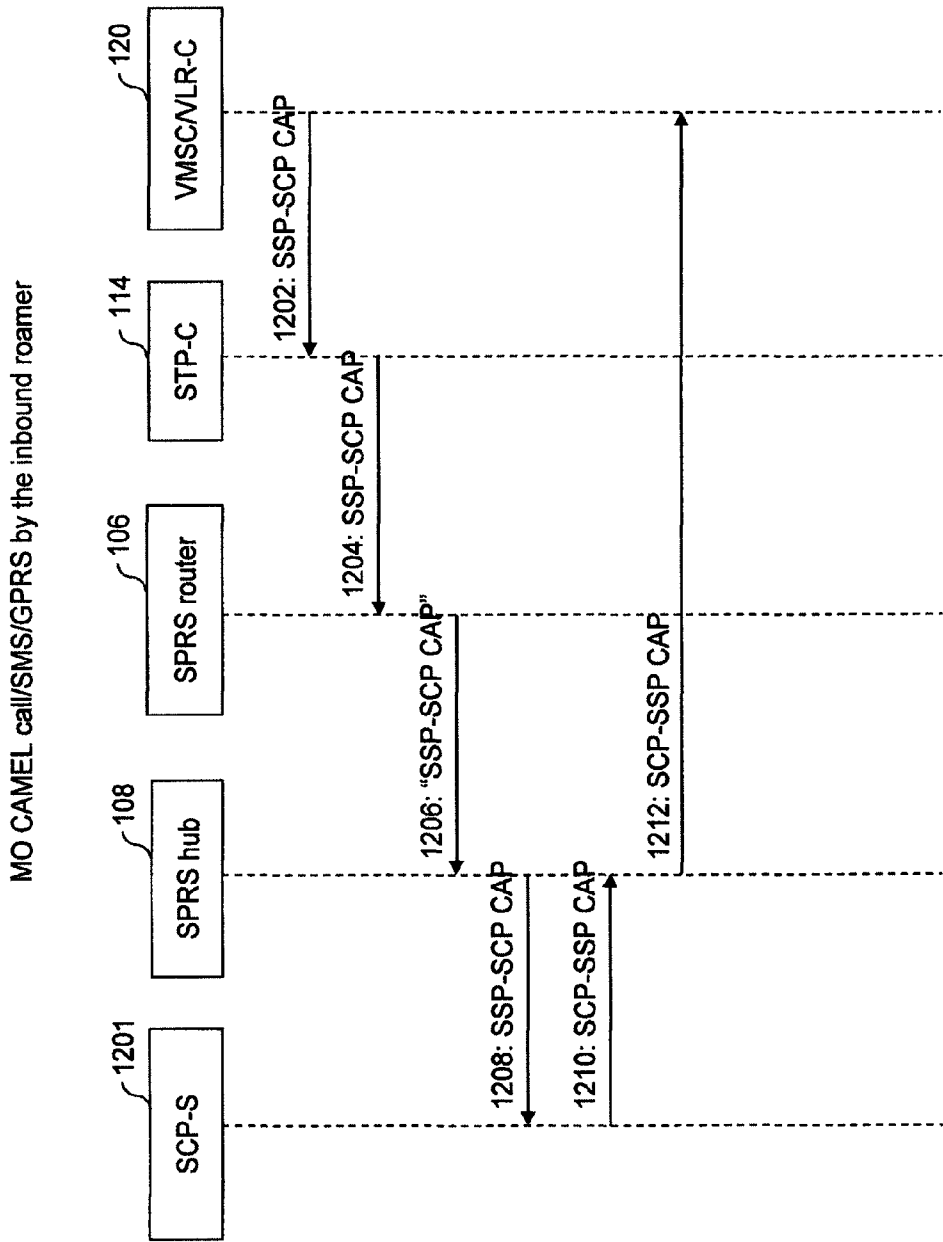 MO CAMEL call/SMS/GPRS by the inbound roamer
1201
108
106
114
120
SCP-S
SPRS hub
SPRS router
STP-C
VMSC/VLR-C
1202: SSP-SCP CAP
1204: SSP-SCP CAP
1206: “SSP-SCP CAP”
1208: SSP-SCP CAP
1210: SCP-SSP CAP
1212: SCP-SSP CAP